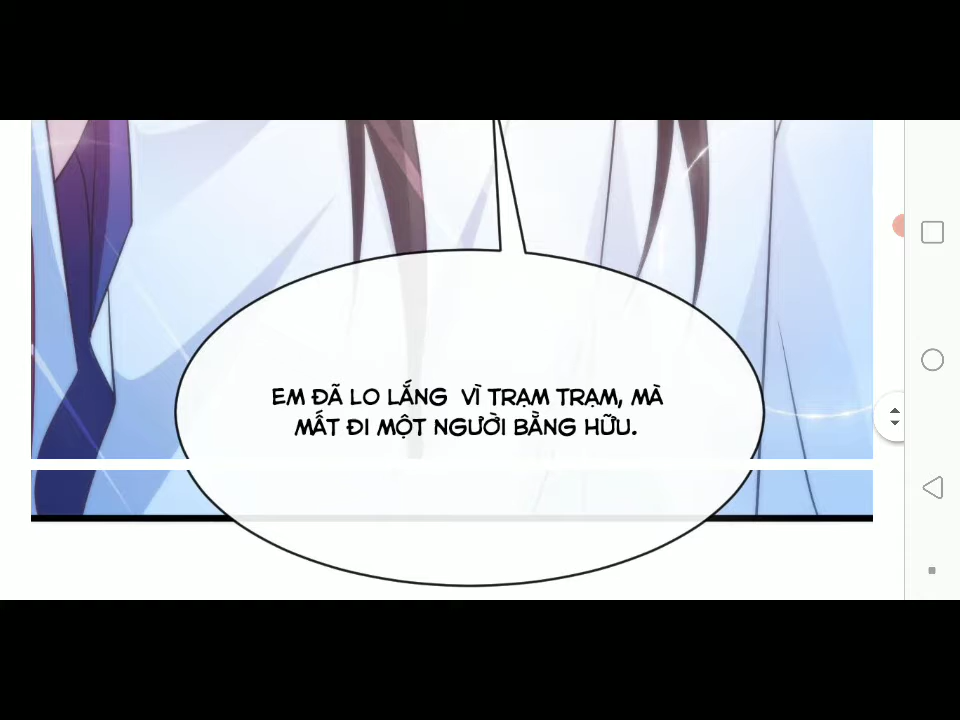 EM ĐÃ LO LẮNG VÌ TRẠM TRẠM, MÀ
MẤT ĐI MỘT NGƯỜI BẰNG HỮU.